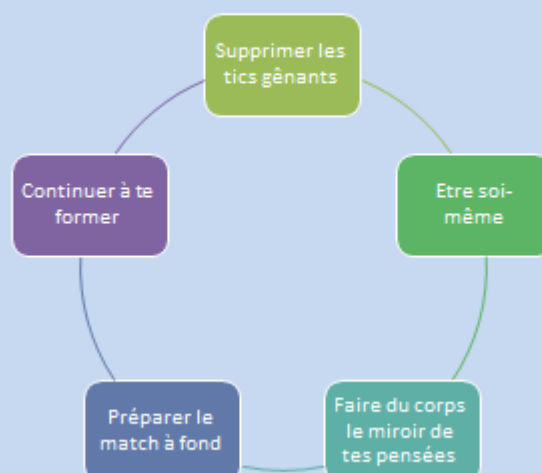 Supprimer les
tics gênants
Etre soi-
même
Faire du corps
le miroir de
tes pensées
Préparer le
match à fond
Continuer à te
former